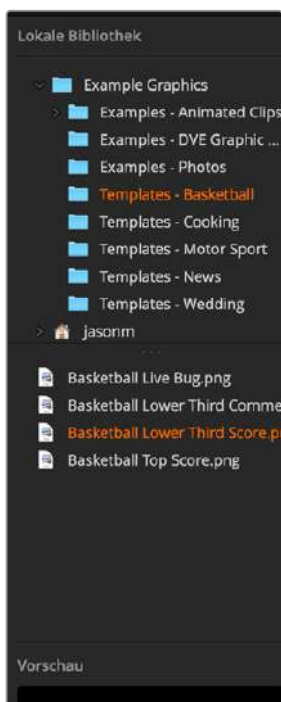 Lokale Bibliothek
Example Graphics
Examples - Animated Clips
Examples - DVE Graphic ...
Examples - Photos
Templates - Basketball
Templates - Cooking
Templates - Motor Sport
Templates - News
Templates - Wedding
jasonm
Basketball Live Bug.png
Basketball Lower Third Comme
Basketball Lower Third Score.p
Basketball Top Score.png
Vorschau